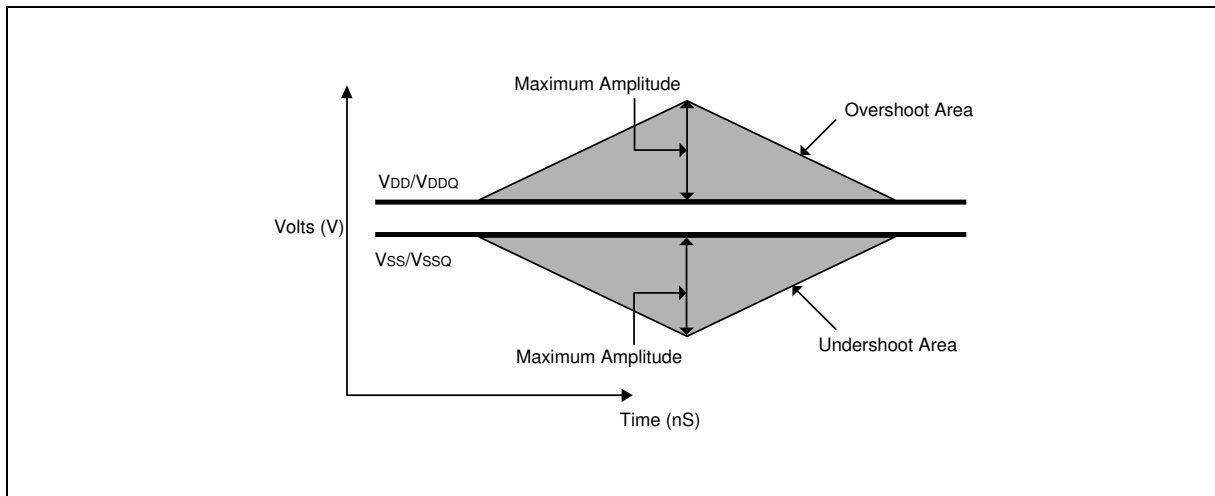 Maximum Amplitude
Overshoot Area
VDD/VDDQ
Volts (V)
VSS/VSSQ
Maximum Amplitude
Undershoot Area
Time (nS)